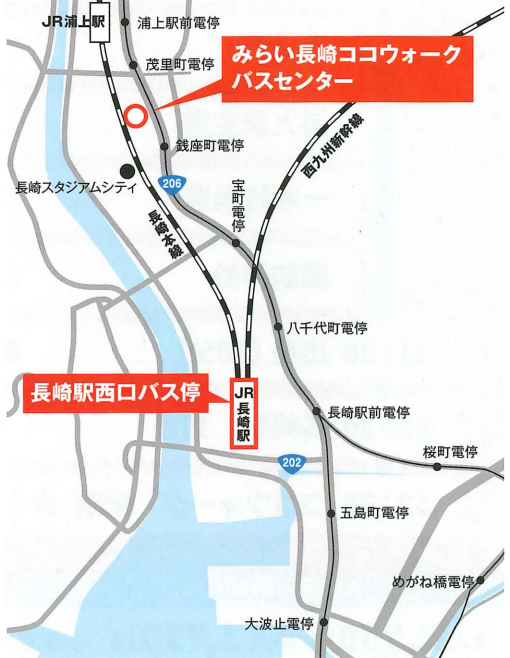 JR浦上駅
浦上駅前電停
茂里町電停
みらい長崎ココウォーク
バスセンター
銭座町電停
長崎スタジアムシティ
206
宝町電停
西九州新幹線
長崎本線
八千代町電停
長崎駅西口バス停
JR長崎駅
長崎駅前電停
桜町電停
202
五島町電停
めがね橋電停
大波止電停